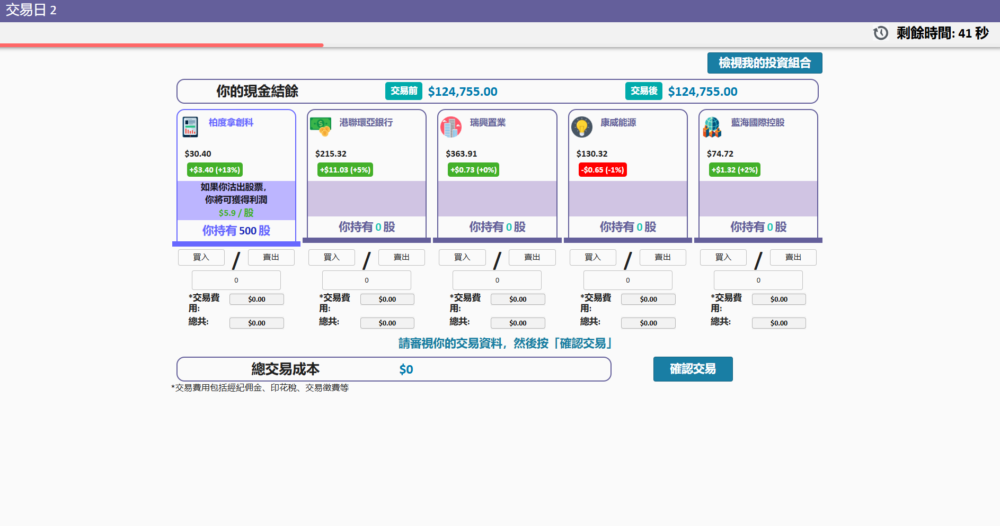 交易日 2
剩餘時間: 41 秒
檢視我的投資組合
你的現金結餘 交易前 $124,755.00 交易後 $124,755.00
柏度拿創科
$30.40
+$3.40 (+13%)
如果你沽出股票，
你將可獲得利潤
$5.9 / 股
你持有 500 股
買入 / 賣出
0
*交易費用: $0.00
總共: $0.00
港聯環亞銀行
$215.32
+$11.03 (+5%)
你持有 0 股
買入 / 賣出
0
*交易費用: $0.00
總共: $0.00
瑞興置業
$363.91
+$0.73 (+0%)
你持有 0 股
買入 / 賣出
0
*交易費用: $0.00
總共: $0.00
康威能源
$130.32
-$0.65 (-1%)
你持有 0 股
買入 / 賣出
0
*交易費用: $0.00
總共: $0.00
藍海國際控股
$74.72
+$1.32 (+2%)
你持有 0 股
買入 / 賣出
0
*交易費用: $0.00
總共: $0.00
請審視你的交易資料，然後按「確認交易」
總交易成本 $0
確認交易
*交易費用包括經紀佣金、印花稅、交易徵費等